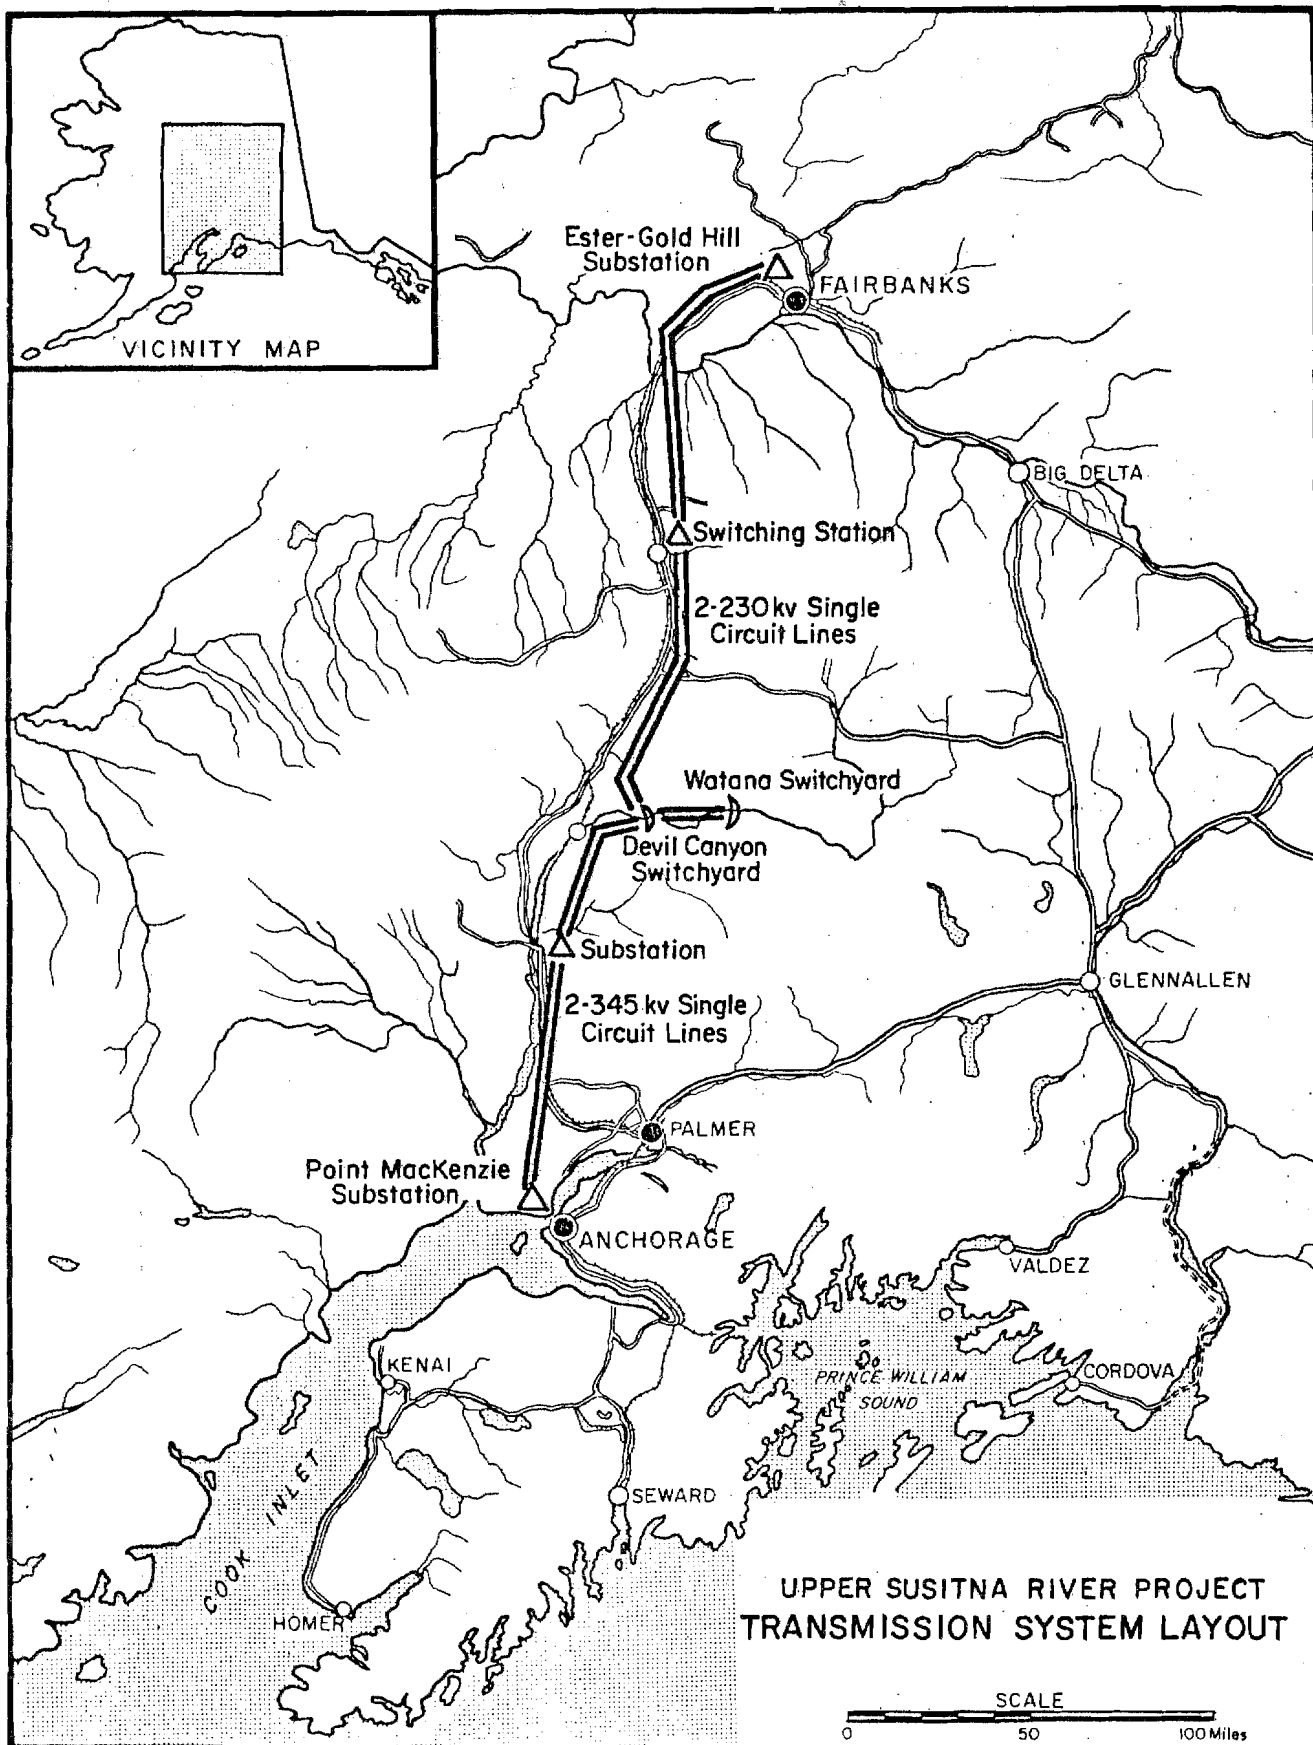 VICINITY MAP
Ester-Gold Hill
Substation
FAIRBANKS
BIG DELTA
Switching Station
2-230kv Single
Circuit Lines
Watana Switchyard
Devil Canyon
Switchyard
Substation
GLENNALLEN
2-345 kv Single
Circuit Lines
PALMER
Point MacKenzie
Substation
ANCHORAGE
VALDEZ
KENAI
PRINCE WILLIAM
SOUND
CORDOVA
COOK INLET
SEWARD
HOMER
UPPER SUSITNA RIVER PROJECT
TRANSMISSION SYSTEM LAYOUT
SCALE
0 50 100 Miles